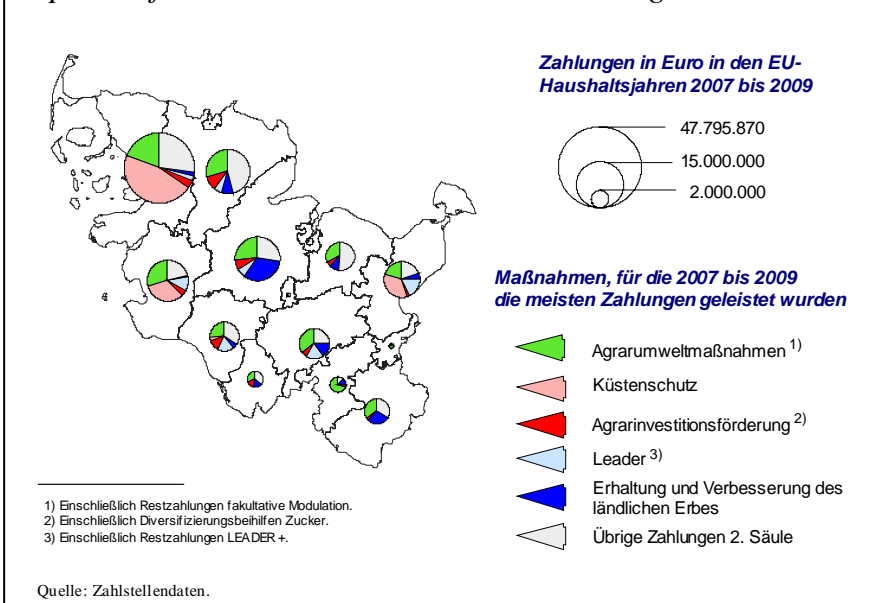 Zahlungen in Euro in den EU-
Haushaltsjahren 2007 bis 2009
47.795.870
15.000.000
2.000.000
Maßnahmen, für die 2007 bis 2009
die meisten Zahlungen geleistet wurden
Agrarumweltmaßnahmen 1)
Küstenschutz
Agrarinvestitionsförderung 2)
Leader 3)
Erhaltung und Verbesserung des
ländlichen Erbes
Übrige Zahlungen 2. Säule
1) Einschließlich Restzahlungen fakultative Modulation.
2) Einschließlich Diversifizierungsbeihilfen Zucker.
3) Einschließlich Restzahlungen LEADER+.
Quelle: Zahlstellendaten.